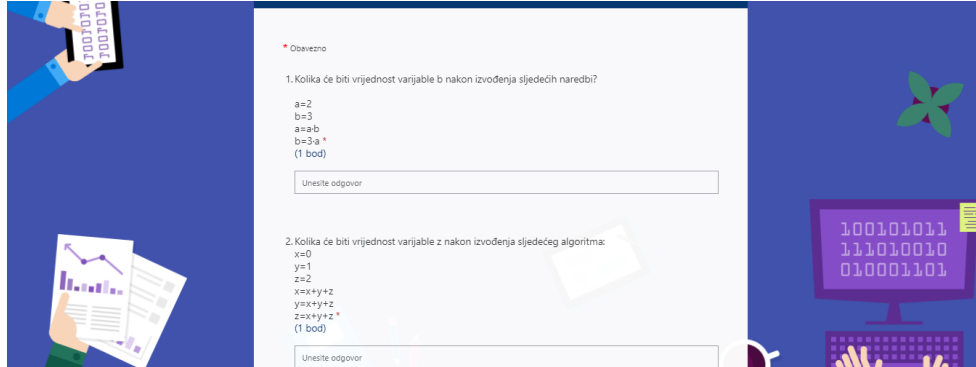 * Obavezno
1. Kolika će biti vrijednost varijable b nakon izvođenja sljedećih naredbi?
a=2
b=3
a=a·b
b=3·a *
(1 bod)
Unesite odgovor
2. Kolika će biti vrijednost varijable z nakon izvođenja sljedećeg algoritma:
x=0
y=1
z=2
x=x+y+z
y=x+y+z
z=x+y+z *
(1 bod)
Unesite odgovor
100101011
111010010
010001101